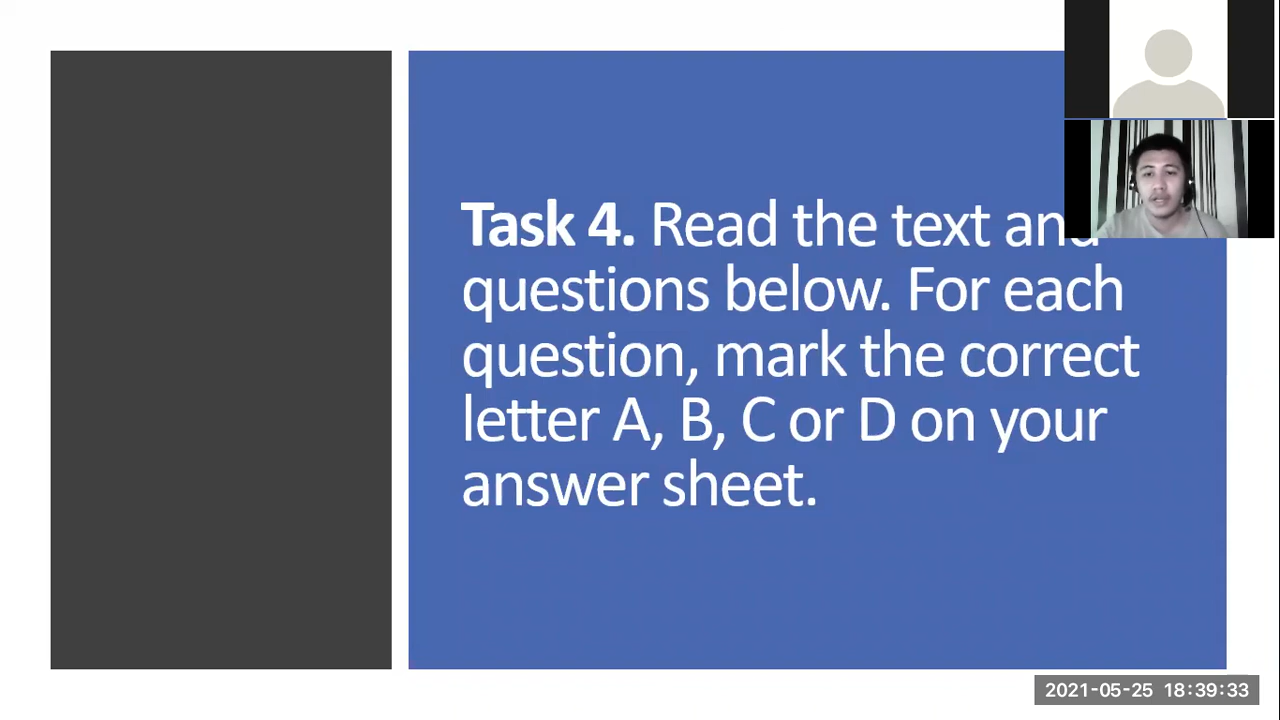 Task 4. Read the text and
questions below. For each
question, mark the correct
letter A, B, C or D on your
answer sheet.
2021-05-25 18:39:33